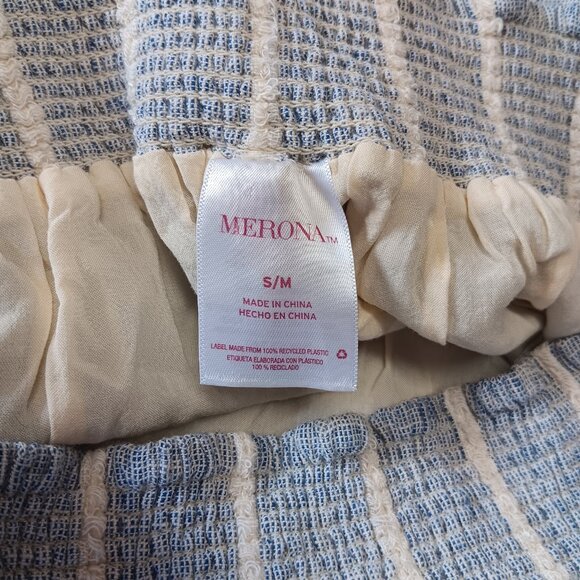 MERONA™
S/M
MADE IN CHINA
HECHO EN CHINA
LABEL MADE FROM 100% RECYCLED PLASTIC
ETIQUETA ELABORADA CON PLÁSTICO
100 % RECICLADO